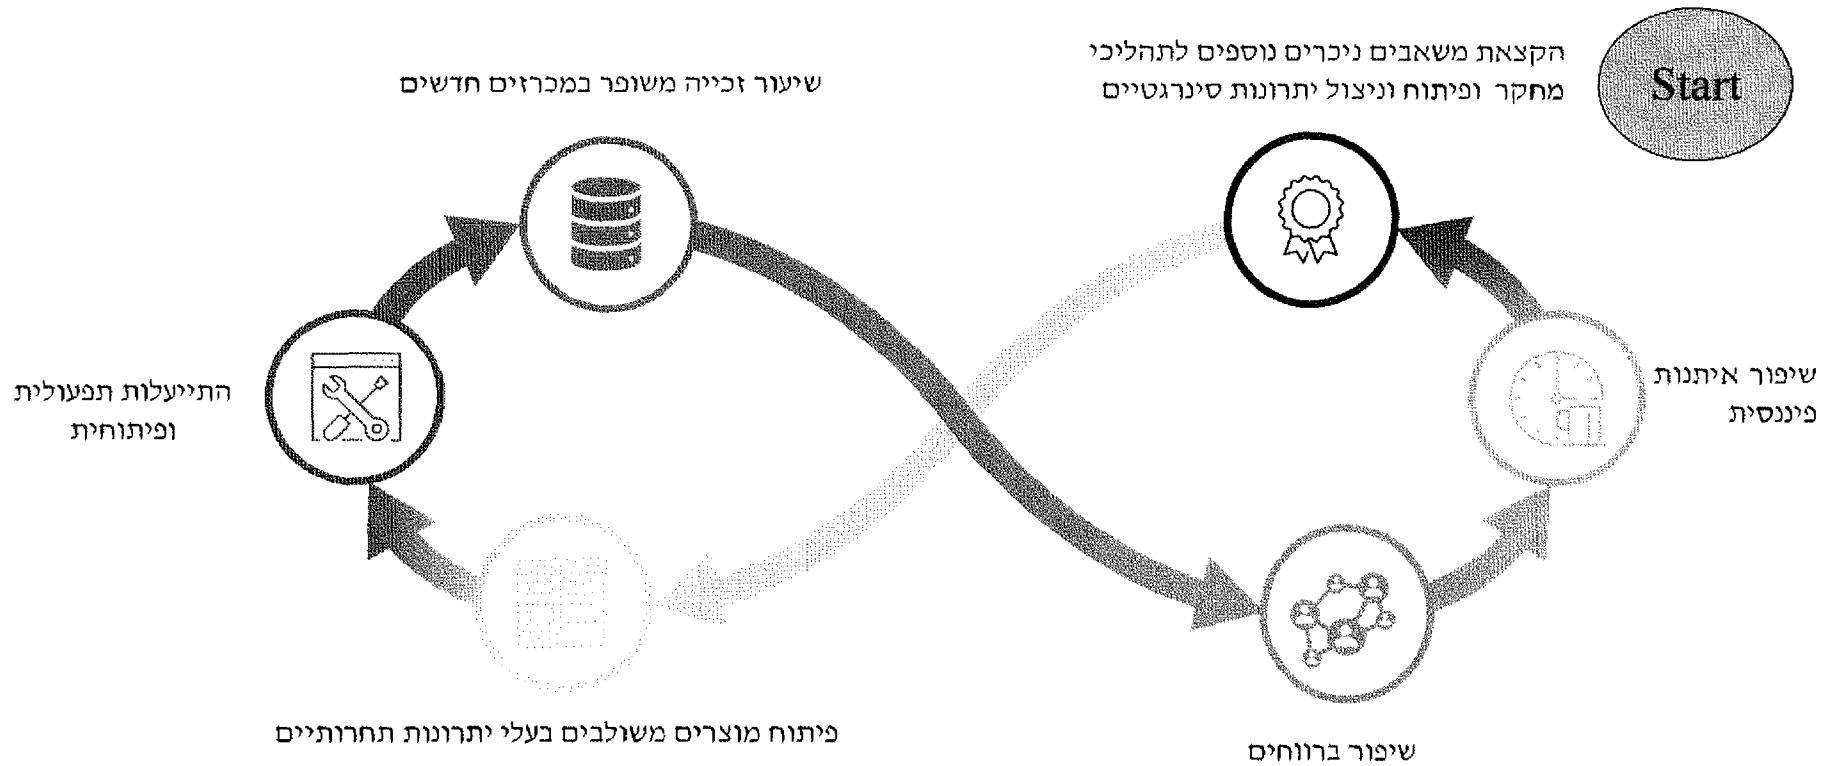 Start
הקצאת משאבים ניכרים נוספים לתהליכי
מחקר ופיתוח וניצול יתרונות סינרגטיים
שיעור זכייה משופר במכרזים חדשים
שיפור איתנות
פיננסית
התייעלות תפעולית
ופיתוחית
פיתוח מוצרים משולבים בעלי יתרונות תחרותיים
שיפור ברווחים